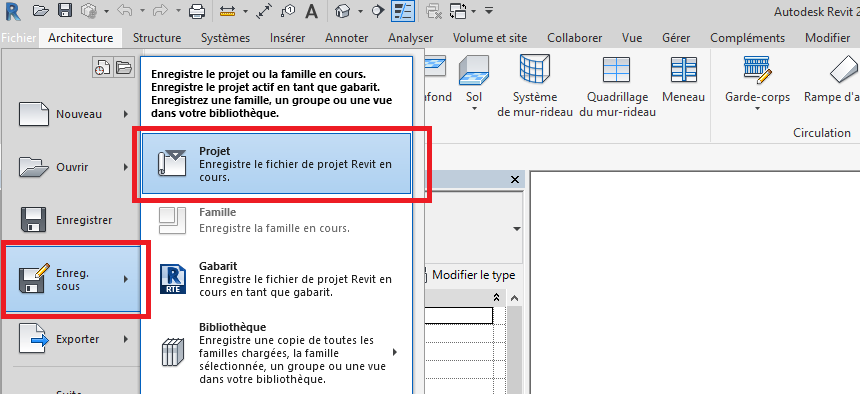 Autodesk Revit 2
Fichier Architecture Structure Systèmes Insérer Annoter Analyser Volume et site Collaborer Vue Gérer Compléments Modifier
Nouveau
Ouvrir
Enregistrer
Enreg.
sous
Exporter
Enregistre le projet ou la famille en cours.
Enregistre le projet actif en tant que gabarit.
Enregistrez une famille, un groupe ou une vue
dans votre bibliothèque.
Projet
Enregistre le fichier de projet Revit en
cours.
Famille
Enregistre la famille en cours.
Gabarit
Enregistre le fichier de projet Revit en
cours en tant que gabarit.
RTE
Bibliothèque
Enregistre une copie de toutes les
familles chargées, la famille
sélectionnée, un groupe ou une vue
dans votre bibliothèque.
afond Sol Système Quadrillage Meneau Garde-corps Rampe d'a
de mur-rideau du mur-rideau
Circulation
Modifier le type